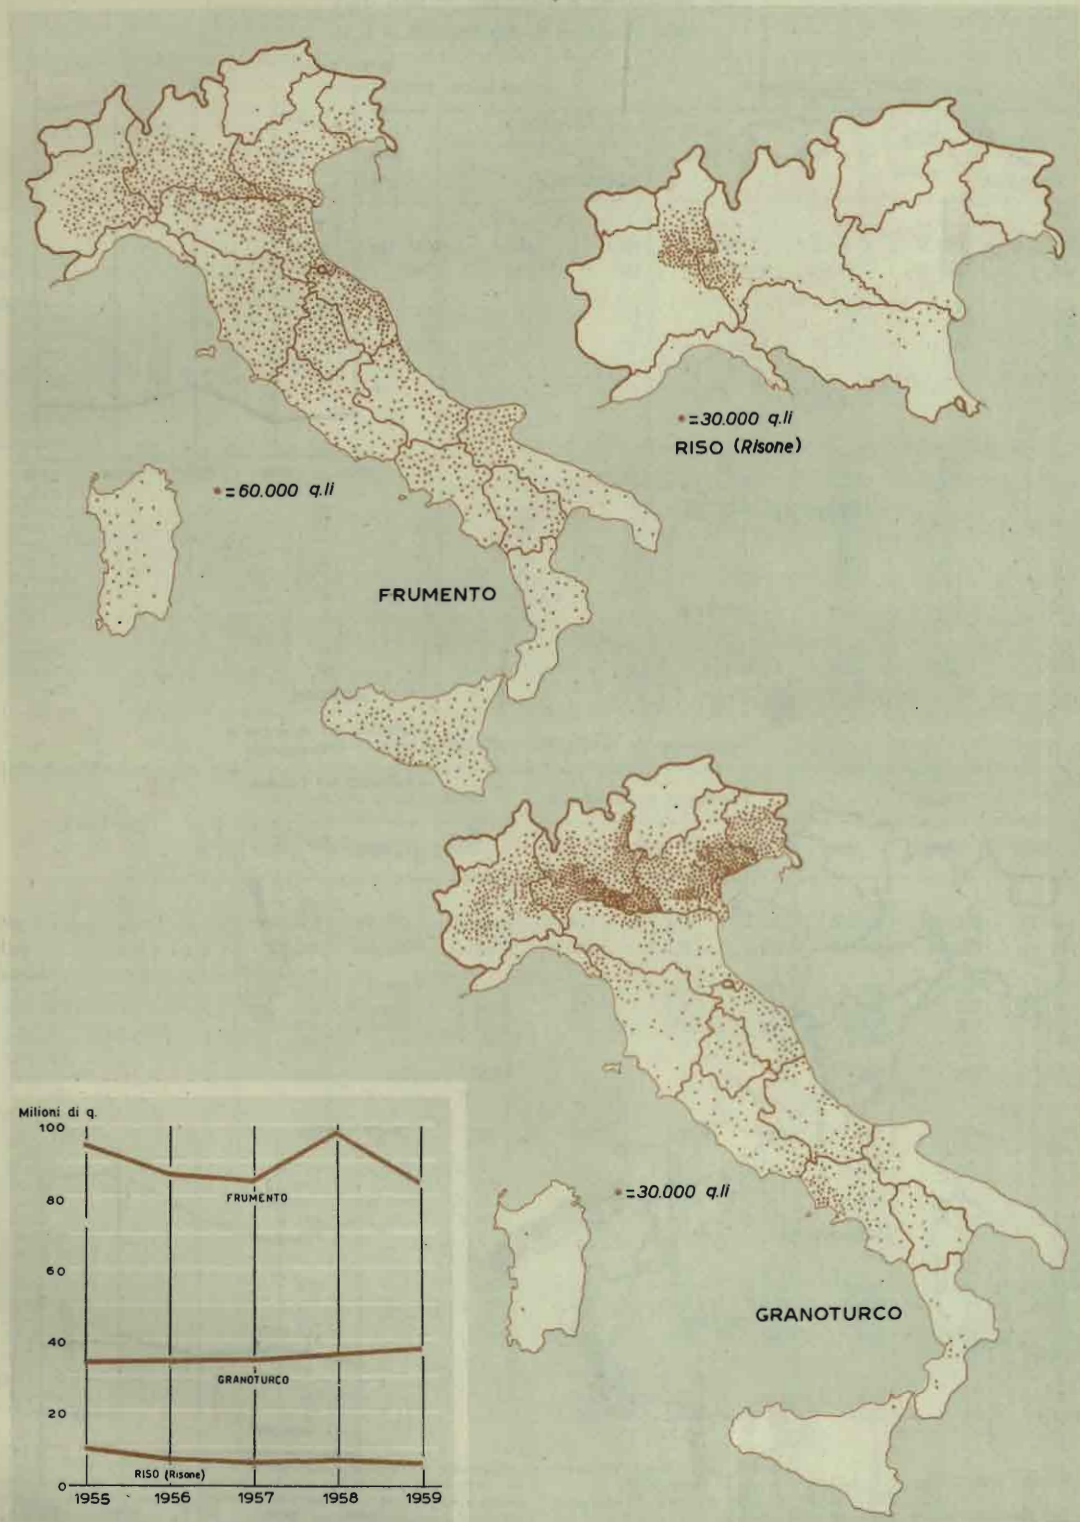 =30.000 q.li
RISO (Risone)
=60.000 q.li
FRUMENTO
=30.000 q.li
GRANOTURCO
Milioni di q.
100
80
60
40
20
0
FRUMENTO
GRANOTURCO
RISO (Risone)
1955 1956 1957 1958 1959